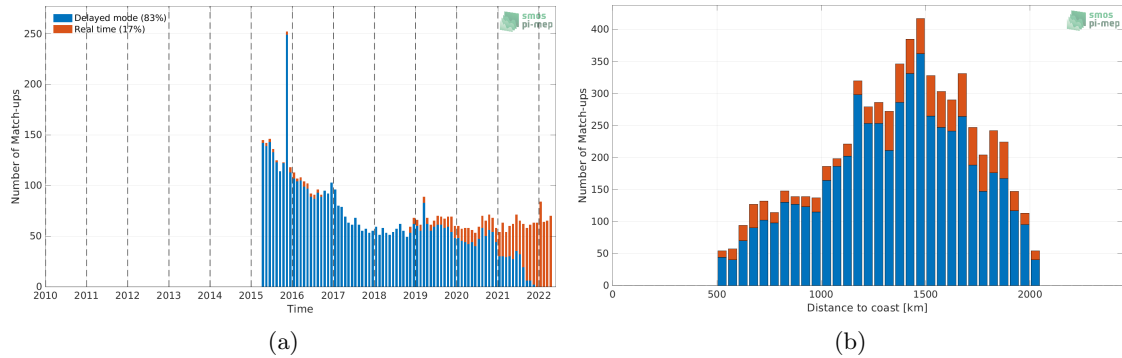 Delayed mode (83%)
Real time (17%)
smos
pi-mep
250
200
150
100
50
0
Number of Match-ups
2010 2011 2012 2013 2014 2015 2016 2017 2018 2019 2020 2021 2022
Time
(a)
smos
pi-mep
400
350
300
250
200
150
100
50
0
Number of Match-ups
0 500 1000 1500 2000
Distance to coast [km]
(b)